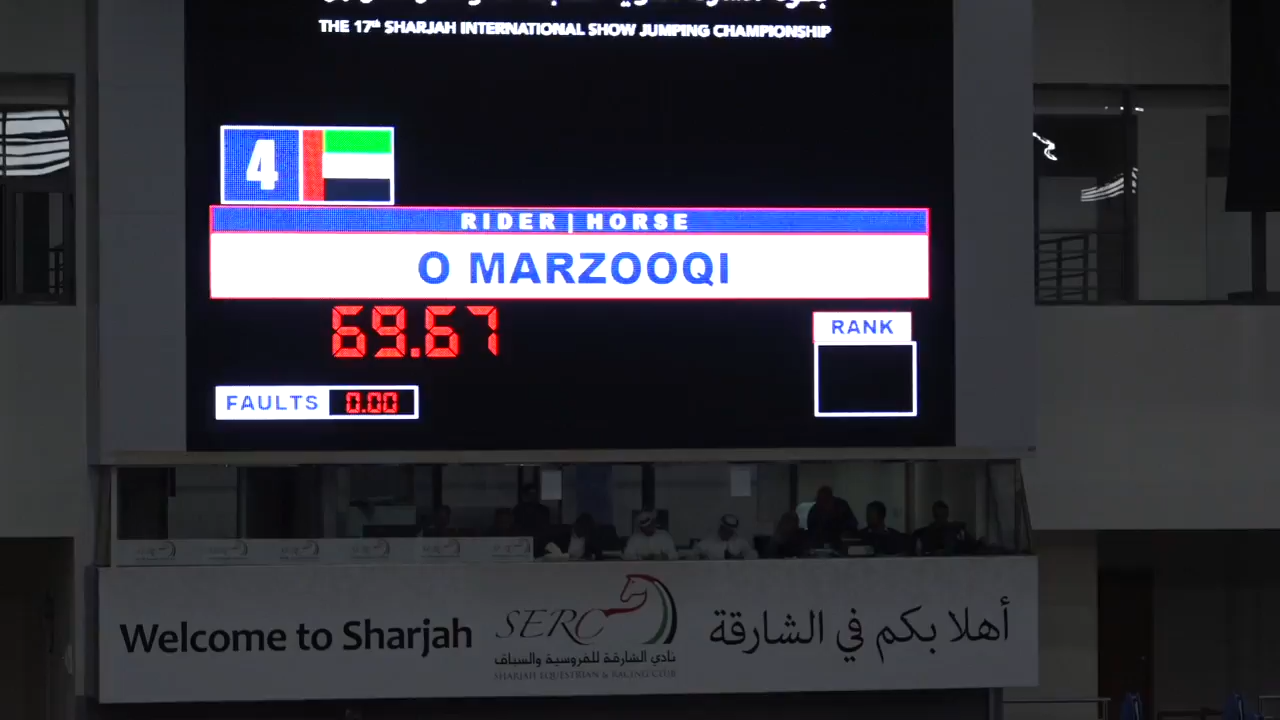 THE 17th SHARJAH INTERNATIONAL SHOW JUMPING CHAMPIONSHIP
4
RIDER | HORSE
O MARZOOQI
69.67
RANK
FAULTS 0.00
Welcome to Sharjah
SERC
نادي الشارقة للفروسية والسباق
SHARJAH EQUESTRIAN & RACING CLUB
أهلا بكم في الشارقة